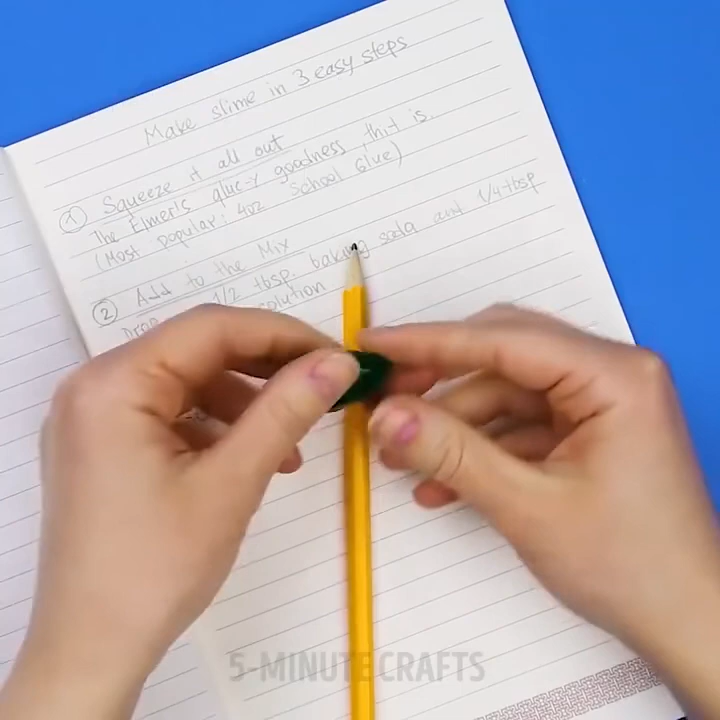 Make slime in 3 easy steps
① Squeeze it all out
The Elmer's glue-y goodness, that is.
(Most popular: 4oz School Glue)
② Add to the Mix
Drop 1/2 tbsp. baking soda and 1/4 tbsp
solution
5-MINUTE CRAFTS